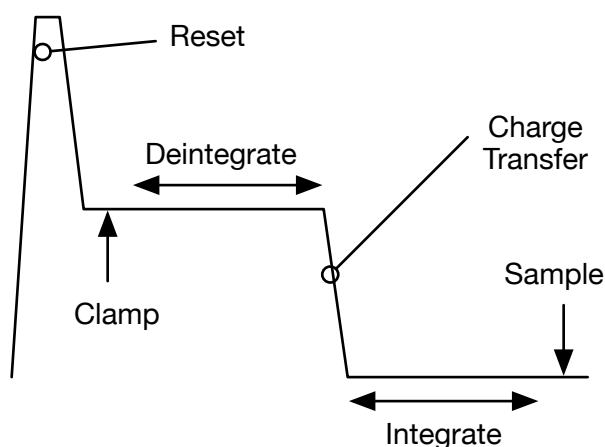 Reset
Deintegrate
Charge
Transfer
Clamp
Sample
Integrate